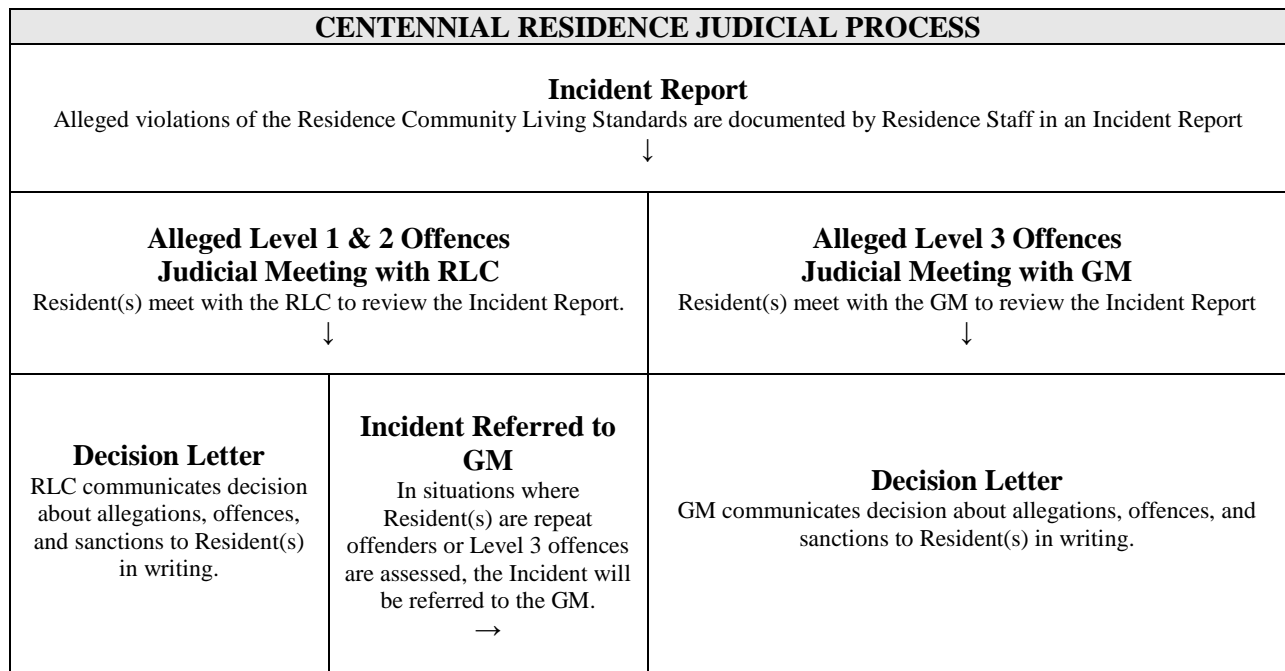 CENTENNIAL RESIDENCE JUDICIAL PROCESS
Incident Report
Alleged violations of the Residence Community Living Standards are documented by Residence Staff in an Incident Report
↓
Alleged Level 1 & 2 Offences
Judicial Meeting with RLC
Resident(s) meet with the RLC to review the Incident Report.
↓
Alleged Level 3 Offences
Judicial Meeting with GM
Resident(s) meet with the GM to review the Incident Report
↓
Decision Letter
RLC communicates decision
about allegations, offences,
and sanctions to Resident(s)
in writing.
Incident Referred to
GM
In situations where
Resident(s) are repeat
offenders or Level 3 offences
are assessed, the Incident will
be referred to the GM.
→
Decision Letter
GM communicates decision about allegations, offences, and
sanctions to Resident(s) in writing.